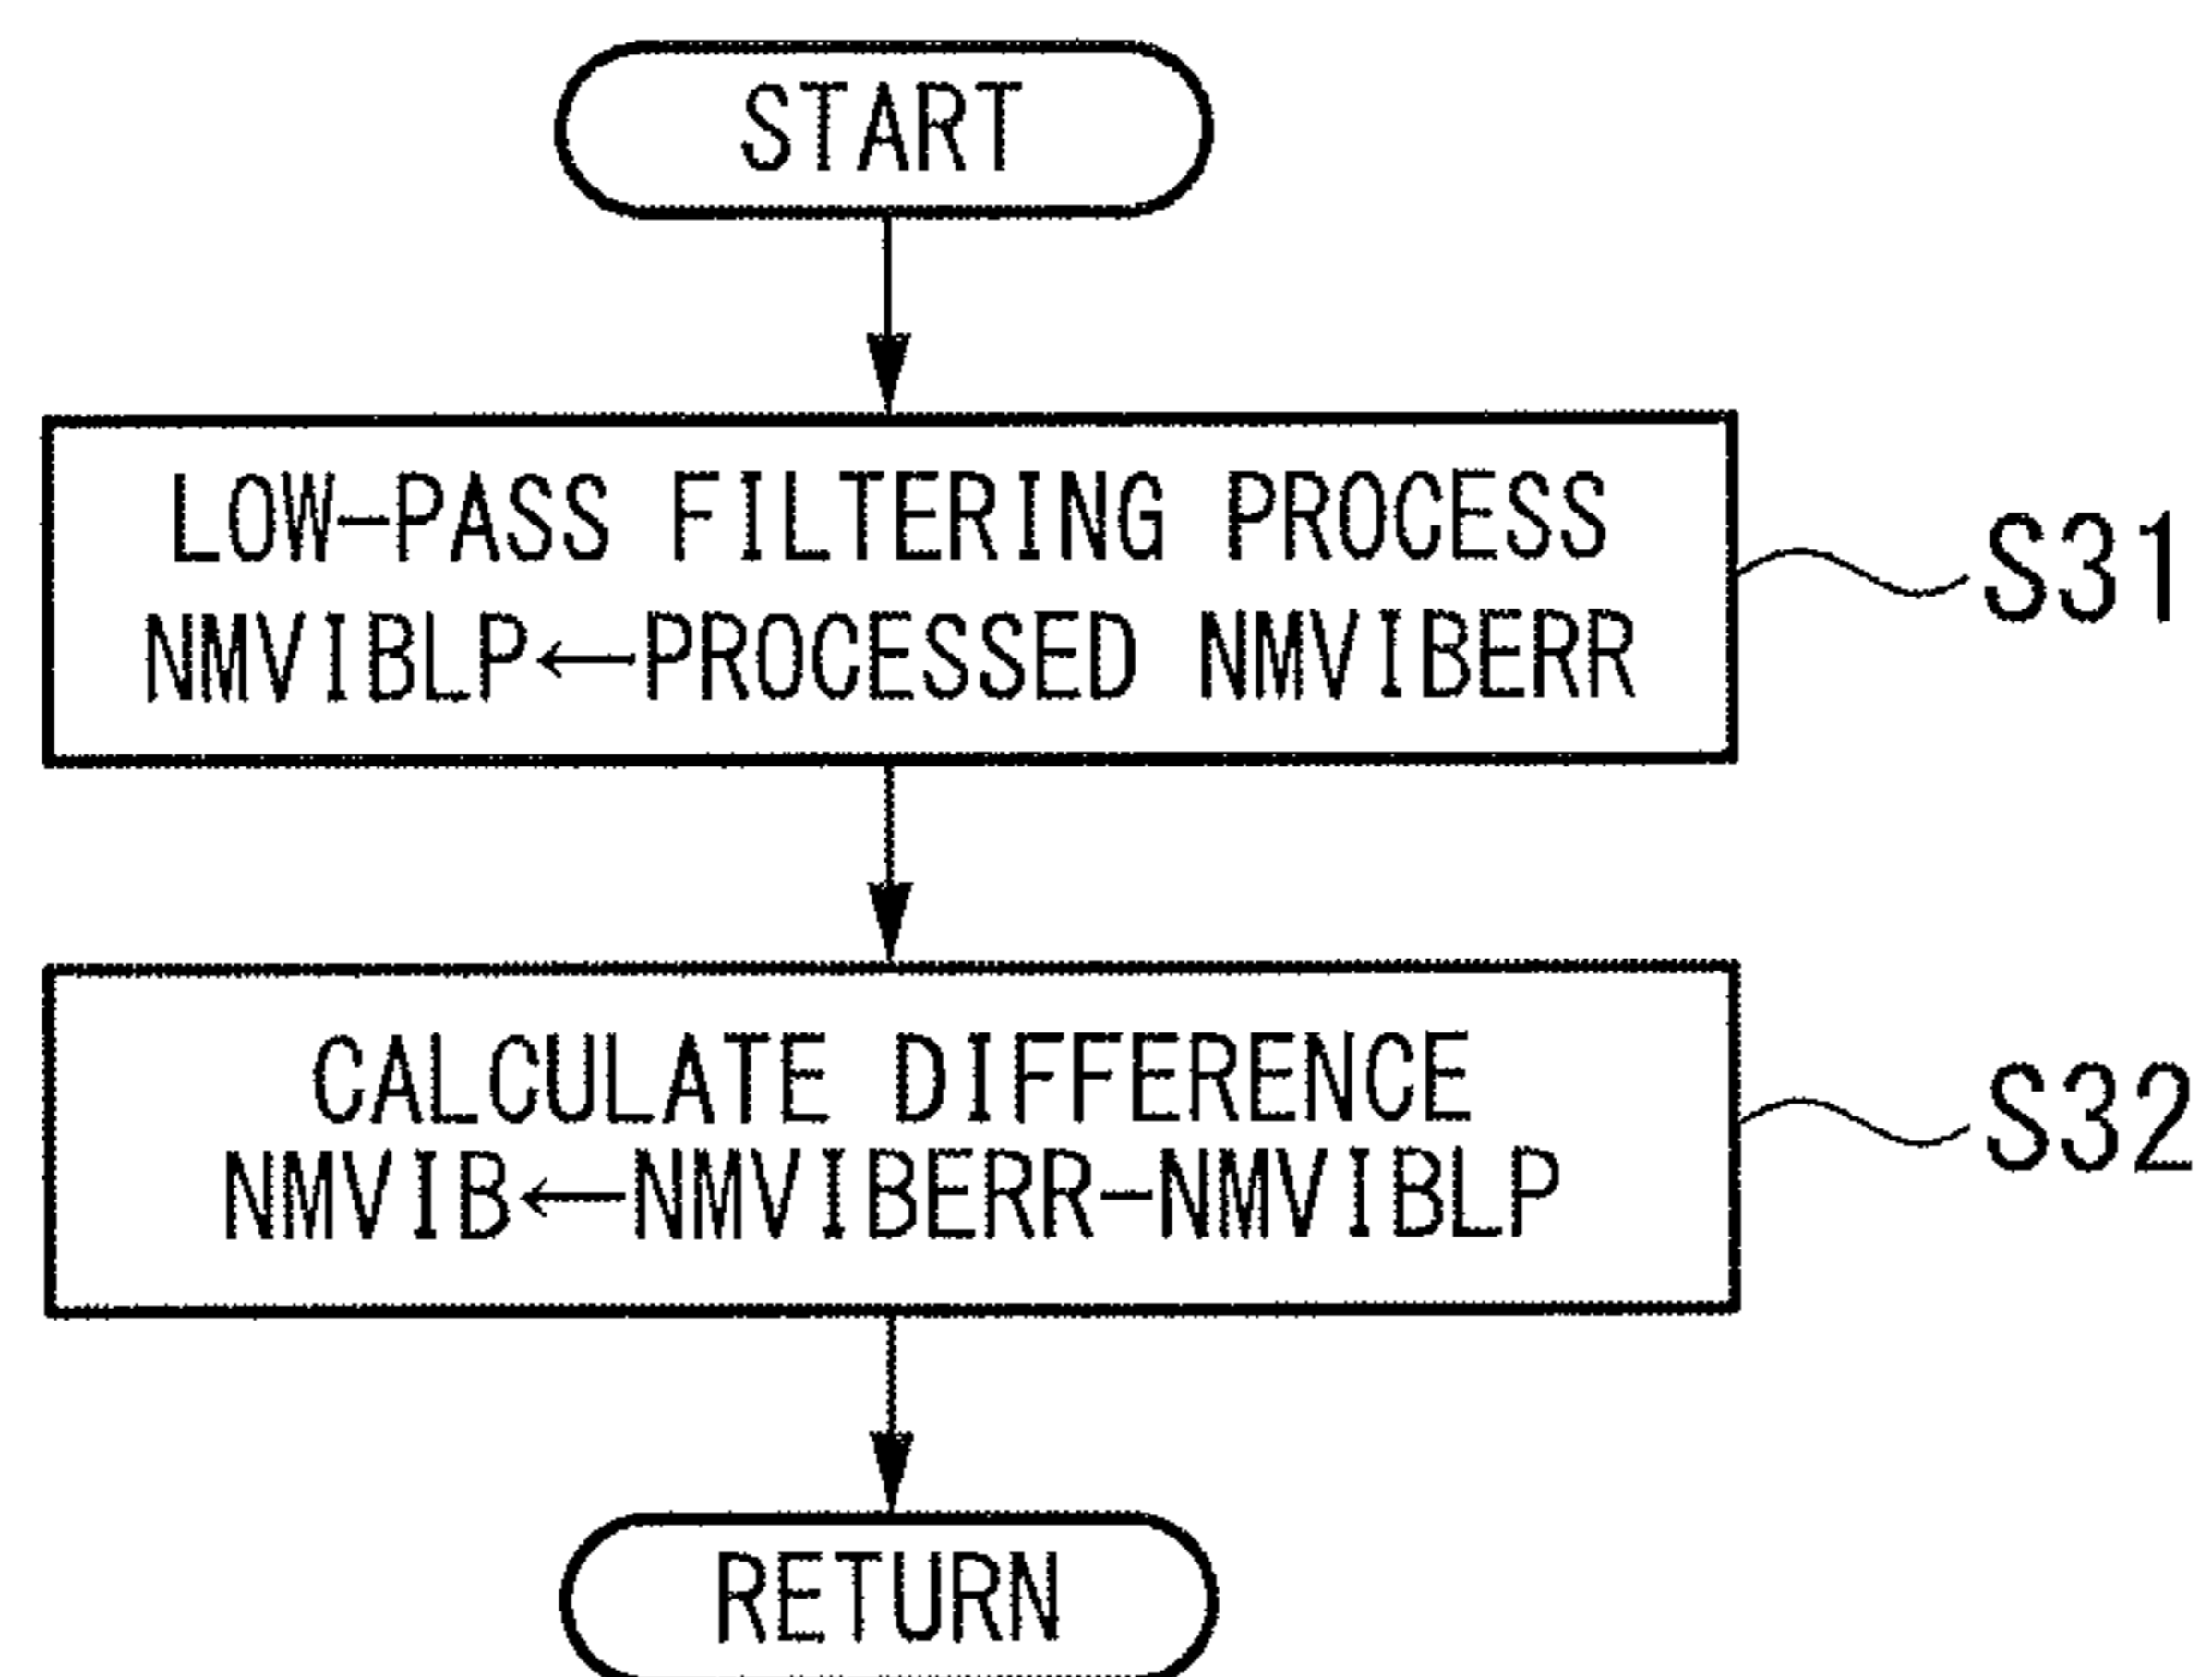 START
LOW-PASS FILTERING PROCESS
NMVIBLP←PROCESSED NMVIBERR
S31
CALCULATE DIFFERENCE
NMVIB←NMVIBERR-NMVIBLP
S32
RETURN